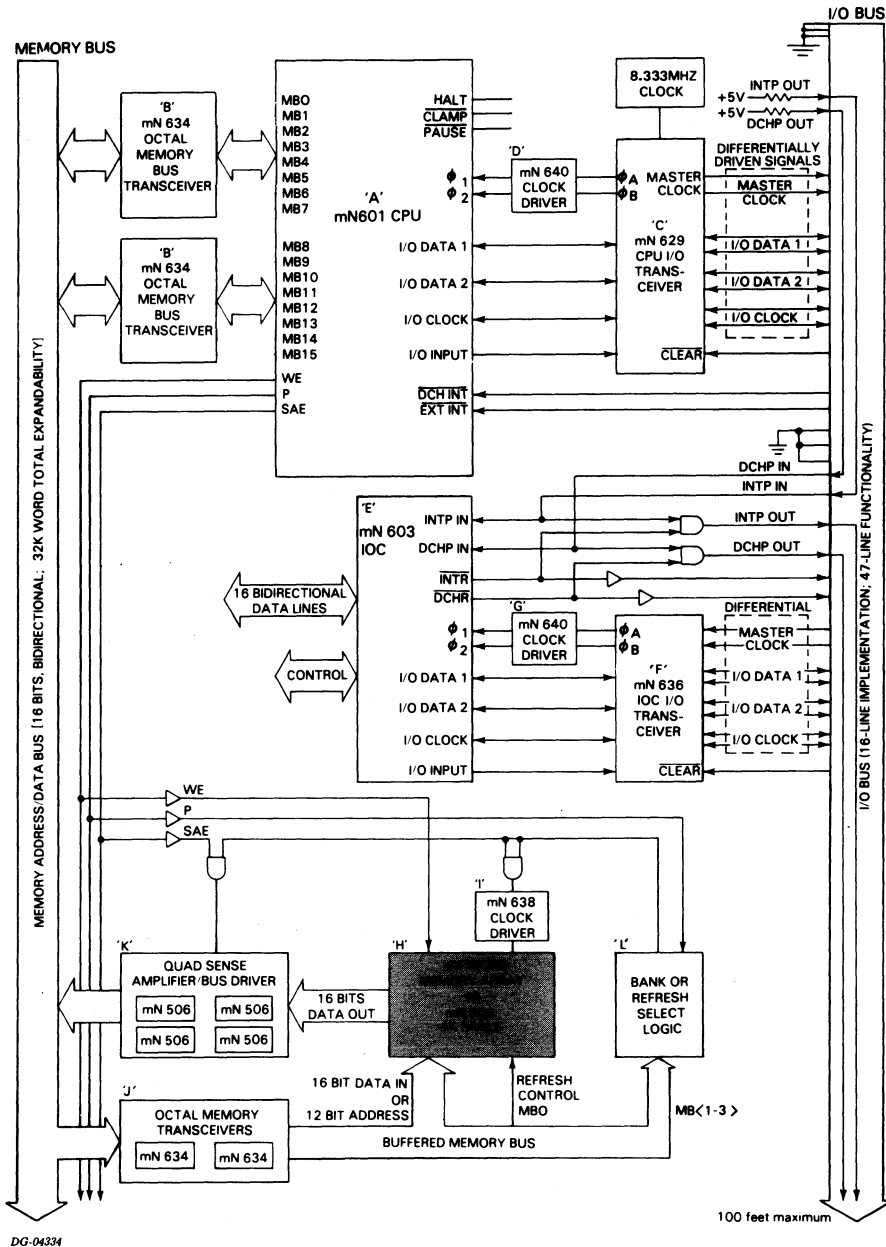 I/O BUS
MEMORY BUS
'B'
mN 634
OCTAL
MEMORY
BUS
TRANSCEIVER
'B'
mN 634
OCTAL
MEMORY
BUS
TRANSCEIVER
MB0
MB1
MB2
MB3
MB4
MB5
MB6
MB7
MB8
MB9
MB10
MB11
MB12
MB13
MB14
MB15
WE
P
SAE
'A'
mN601 CPU
HALT
CLAMP
PAUSE
ϕ 1
ϕ 2
I/O DATA 1
I/O DATA 2
I/O CLOCK
I/O INPUT
DCH INT
EXT INT
'D'
mN 640
CLOCK
DRIVER
8.333MHZ
CLOCK
ϕ A
ϕ B
MASTER
CLOCK
'C'
mN 629
CPU I/O
TRANS-
CEIVER
CLEAR
INTP OUT
+5V
+5V
DCHP OUT
DIFFERENTIALLY
DRIVEN SIGNALS
MASTER
CLOCK
I/O DATA 1
I/O DATA 2
I/O CLOCK
DCHP IN
INTP IN
INTP OUT
DCHP OUT
'E'
mN 603
IOC
INTP IN
DCHP IN
INTR
DCHR
ϕ 1
ϕ 2
I/O DATA 1
I/O DATA 2
I/O CLOCK
I/O INPUT
16 BIDIRECTIONAL
DATA LINES
CONTROL
'G'
mN 640
CLOCK
DRIVER
ϕ A
ϕ B
'F'
mN 636
IOC I/O
TRANS-
CEIVER
CLEAR
DIFFERENTIAL
MASTER
CLOCK
I/O DATA 1
I/O DATA 2
I/O CLOCK
MEMORY ADDRESS/DATA BUS [16 BITS, BIDIRECTIONAL; 32K WORD TOTAL EXPANDABILITY]
I/O BUS (16-LINE IMPLEMENTATION; 47-LINE FUNCTIONALITY)
WE
P
SAE
'I'
mN 638
CLOCK
DRIVER
'K'
QUAD SENSE
AMPLIFIER/BUS DRIVER
mN 506
mN 506
mN 506
mN 506
16 BITS
DATA OUT
'H'
'L'
BANK OR
REFRESH
SELECT
LOGIC
'J'
OCTAL MEMORY
TRANSCEIVERS
mN 634
mN 634
16 BIT DATA IN
OR
12 BIT ADDRESS
REFRESH
CONTROL
MBO
MB<1-3>
BUFFERED MEMORY BUS
100 feet maximum
DG-04334